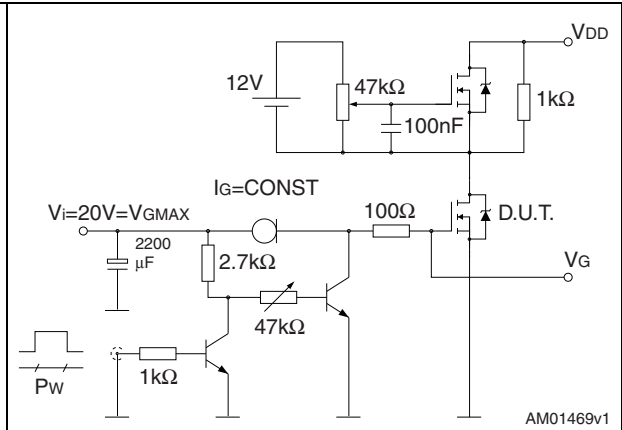 VDD
12V
47kΩ
1kΩ
100nF
IG=CONST
Vi=20V=VGMAX
100Ω
D.U.T.
2200
μF
2.7kΩ
VG
47kΩ
1kΩ
PW
AM01469v1